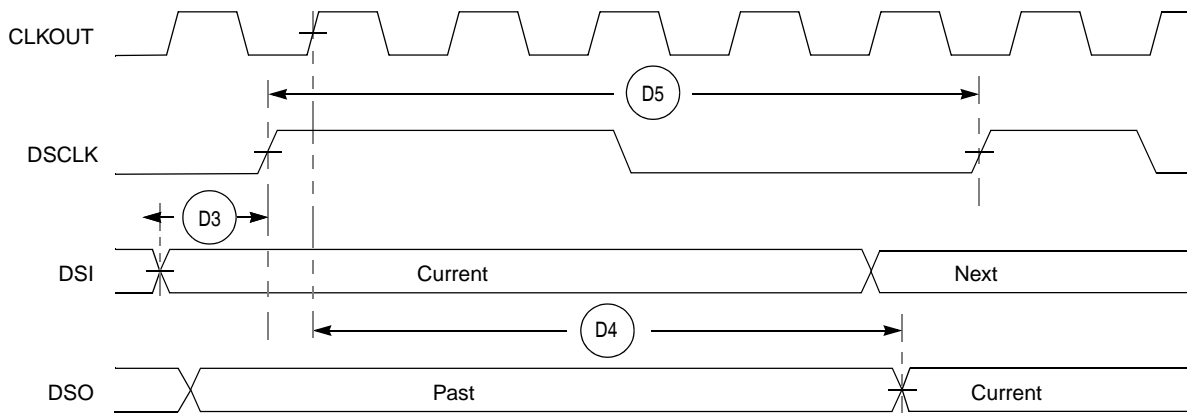 CLKOUT
D5
DSCLK
D3
DSI
Current
Next
D4
DSO
Past
Current